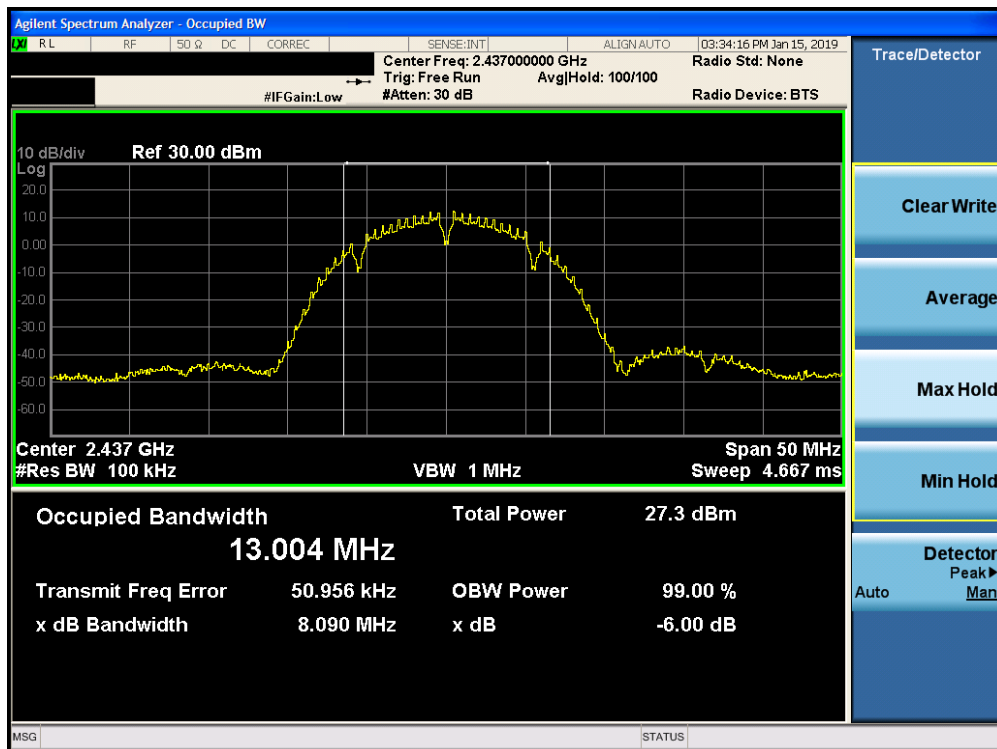 Agilent Spectrum Analyzer - Occupied BW
LXI RL RF 50 Ω DC CORREC SENSE:INT ALIGN AUTO 03:34:16 PM Jan 15, 2019
Center Freq: 2.437000000 GHz Radio Std: None
Trig: Free Run Avg|Hold: 100/100
#IFGain:Low #Atten: 30 dB Radio Device: BTS
Trace/Detector
10 dB/div Ref 30.00 dBm
Log
20.0
10.0
0.00
-10.0
-20.0
-30.0
-40.0
-50.0
-60.0
Center 2.437 GHz Span 50 MHz
#Res BW 100 kHz VBW 1 MHz Sweep 4.667 ms
Occupied Bandwidth Total Power 27.3 dBm
13.004 MHz
Transmit Freq Error 50.956 kHz OBW Power 99.00 %
x dB Bandwidth 8.090 MHz x dB -6.00 dB
Clear Write
Average
Max Hold
Min Hold
Detector
Peak▶
Auto Man
MSG STATUS